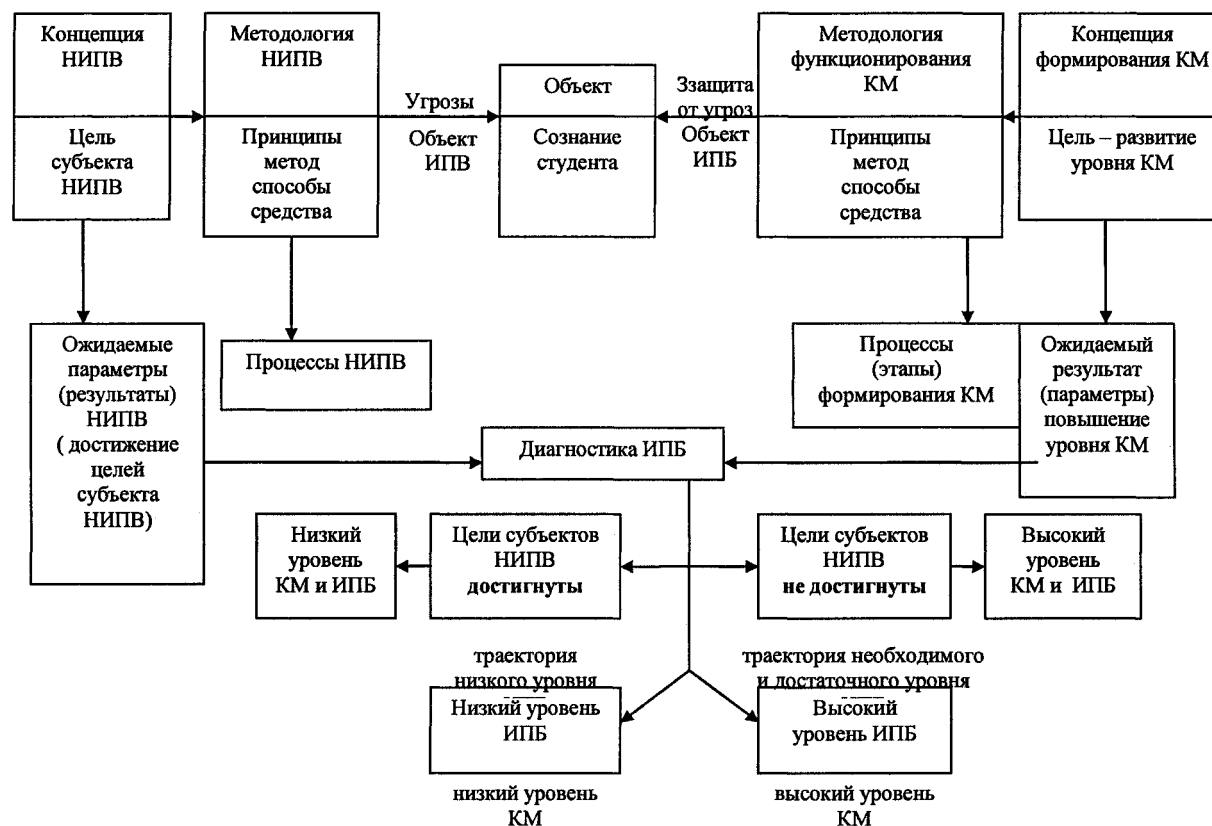 Концепция
НИПВ
Цель
субъекта
НИПВ
Методология
НИПВ
Принципы
метод
способы
средства
Угрозы
Объект
ИПВ
Объект
Сознание
студента
Ззащита
от угроз
Объект
ИПБ
Методология
функционирования
КМ
Принципы
метод
способы
средства
Концепция
формирования КМ
Цель – развитие
уровня КМ
Ожидаемые
параметры
(результаты)
НИПВ
( достижение
целей
субъекта
НИПВ)
Процессы НИПВ
Процессы
(этапы)
формирования КМ
Ожидаемый
результат
(параметры)
повышение
уровня КМ
Диагностика ИПБ
Низкий
уровень
КМ и ИПБ
Цели субъектов
НИПВ
достигнуты
Цели субъектов
НИПВ
не достигнуты
Высокий
уровень
КМ и ИПБ
траектория
низкого уровня
траектория необходимого
и достаточного уровня
Низкий уровень
ИПБ
Высокий
уровень ИПБ
низкий уровень
КМ
высокий уровень
КМ